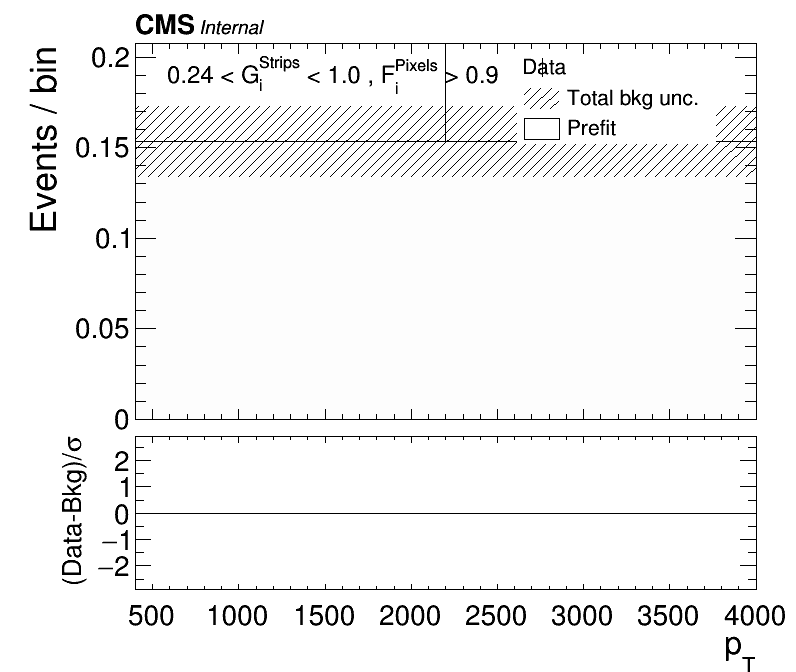 CMS Internal
0.24 < G_i^Strips < 1.0 , F_i^Pixels > 0.9
Data
Total bkg unc.
Prefit
Events / bin
0.2
0.15
0.1
0.05
0
(Data-Bkg)/σ
2
1
0
−1
−2
500 1000 1500 2000 2500 3000 3500 4000
p_T